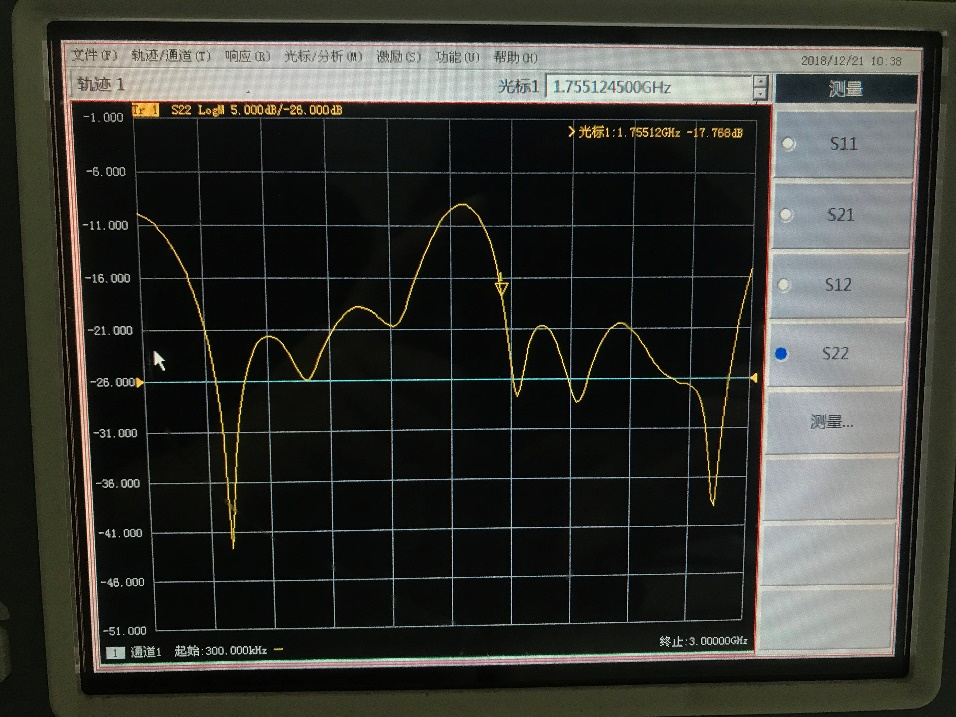 文件(F) 轨迹/通道(T) 响应(R) 光标/分析(M) 激励(S) 功能(U) 帮助(H)
2018/12/21 10:38
轨迹 1 光标1 1.755124500GHz 测量
Tr 1 S22 LogM 5.000dB/-26.000dB
>光标1:1.75512GHz -17.768dB
-1.000
-6.000
-11.000
-16.000
-21.000
-26.000
-31.000
-36.000
-41.000
-46.000
-51.000
S11
S21
S12
S22
测量...
1 通道1 起始:300.000kHz 终止:3.00000GHz